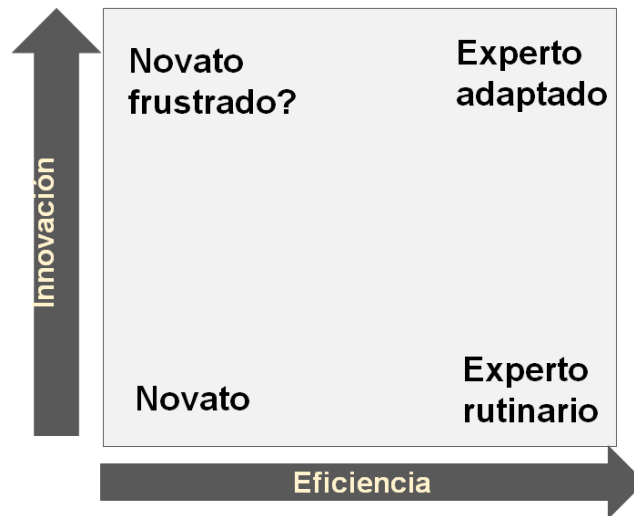 Novato
frustrado?
Experto
adaptado
Innovación
Novato
Experto
rutinario
Eficiencia